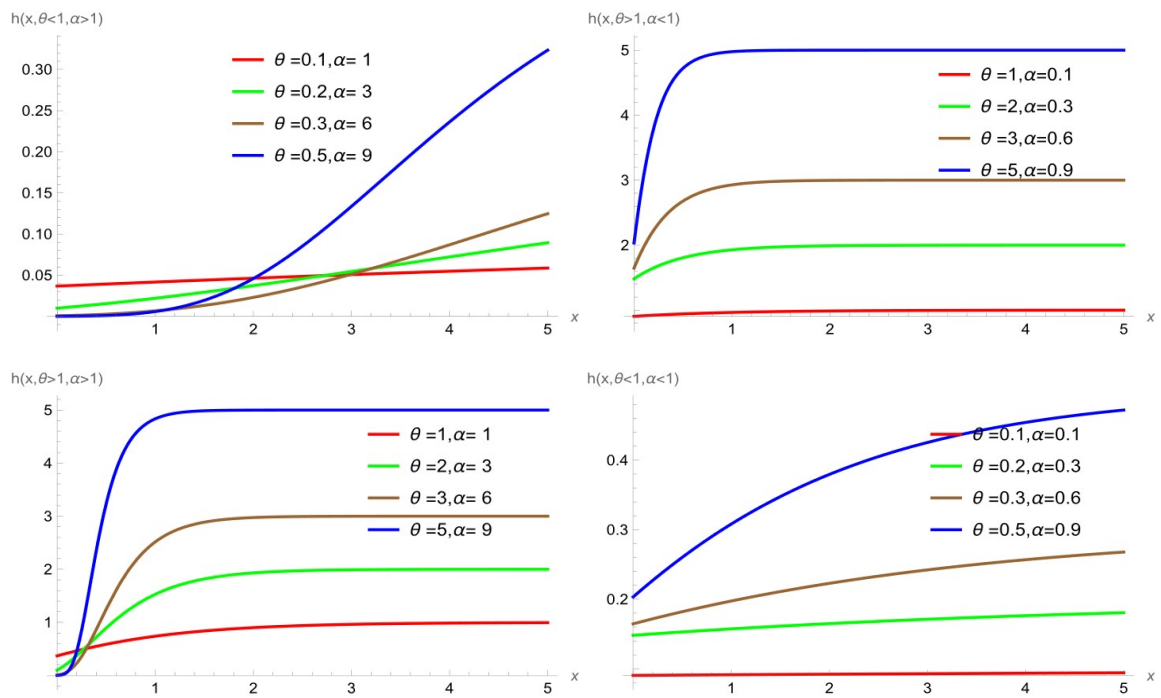 h(x,θ<1,α>1)
0.30
0.25
0.20
0.15
0.10
0.05
1 2 3 4 5 x
θ =0.1,α= 1
θ =0.2,α= 3
θ =0.3,α= 6
θ =0.5,α= 9
h(x,θ>1,α<1)
5
4
3
2
1 2 3 4 5 x
θ =1,α=0.1
θ =2,α=0.3
θ =3,α=0.6
θ =5,α=0.9
h(x,θ>1,α>1)
5
4
3
2
1
1 2 3 4 5 x
θ =1,α= 1
θ =2,α= 3
θ =3,α= 6
θ =5,α= 9
h(x,θ<1,α<1)
0.4
0.3
0.2
1 2 3 4 5 x
θ =0.1,α=0.1
θ =0.2,α=0.3
θ =0.3,α=0.6
θ =0.5,α=0.9